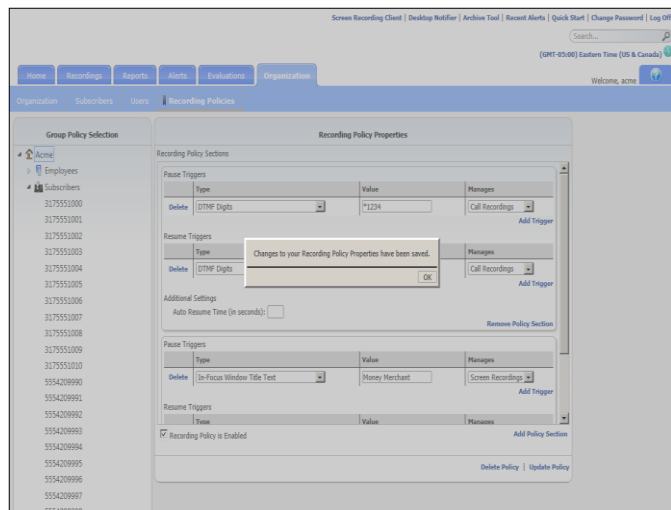 Screen Recording Client | Desktop Notifier | Archive Tool | Recent Alerts | Quick Start | Change Password | Log Off
Search...
(GMT-05:00) Eastern Time (US & Canada)
Home Recordings Reports Alerts Evaluations Organization
Welcome, acme
Organization Subscribers Users Recording Policies
Group Policy Selection
Acme
Employees
Subscribers
3175551000
3175551001
3175551002
3175551003
3175551004
3175551005
3175551006
3175551007
3175551008
3175551009
3175551010
5554209990
5554209991
5554209992
5554209993
5554209994
5554209995
5554209996
5554209997
Recording Policy Properties
Recording Policy Sections
Pause Triggers
Type Value Manages
Delete DTMF Digits *1234 Call Recordings
Add Trigger
Resume Triggers
Type Value Manages
Delete DTMF Digits Call Recordings
Add Trigger
Changes to your Recording Policy Properties have been saved.
OK
Additional Settings
Auto Resume Time (in seconds):
Remove Policy Section
Pause Triggers
Type Value Manages
Delete In-Focus Window Title Text Money Merchant Screen Recordings
Add Trigger
Resume Triggers
Type Value Manages
Recording Policy is Enabled
Add Policy Section
Delete Policy | Update Policy